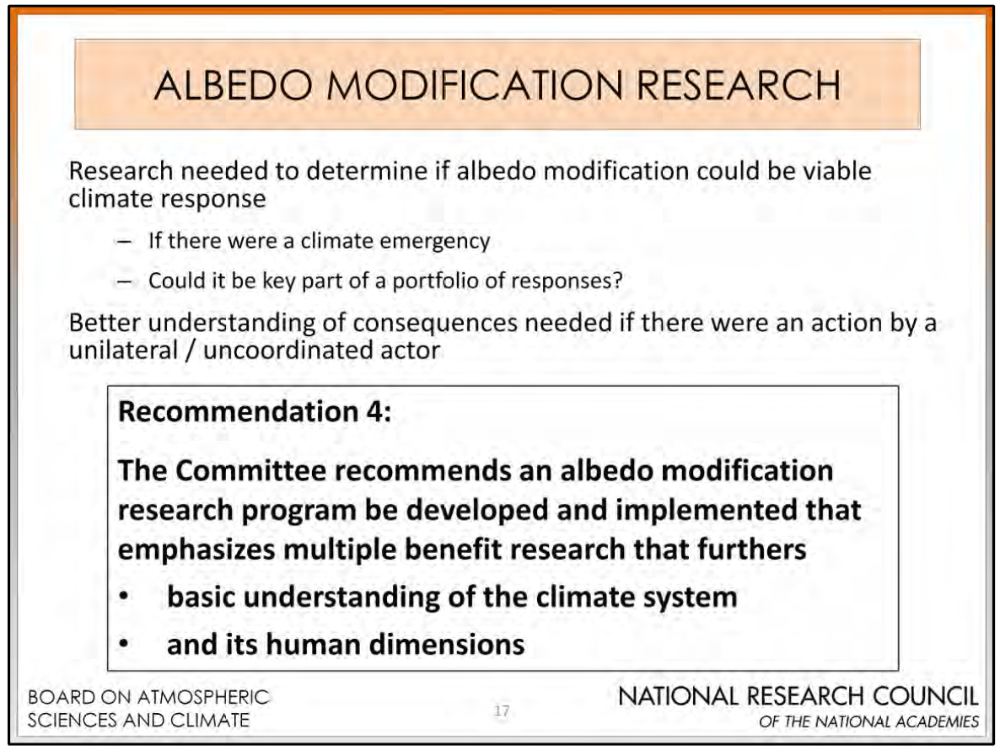 ALBEDO MODIFICATION RESEARCH
Research needed to determine if albedo modification could be viable
climate response
– If there were a climate emergency
– Could it be key part of a portfolio of responses?
Better understanding of consequences needed if there were an action by a
unilateral / uncoordinated actor
Recommendation 4:
The Committee recommends an albedo modification
research program be developed and implemented that
emphasizes multiple benefit research that furthers
• basic understanding of the climate system
• and its human dimensions
BOARD ON ATMOSPHERIC
SCIENCES AND CLIMATE
17
NATIONAL RESEARCH COUNCIL
OF THE NATIONAL ACADEMIES